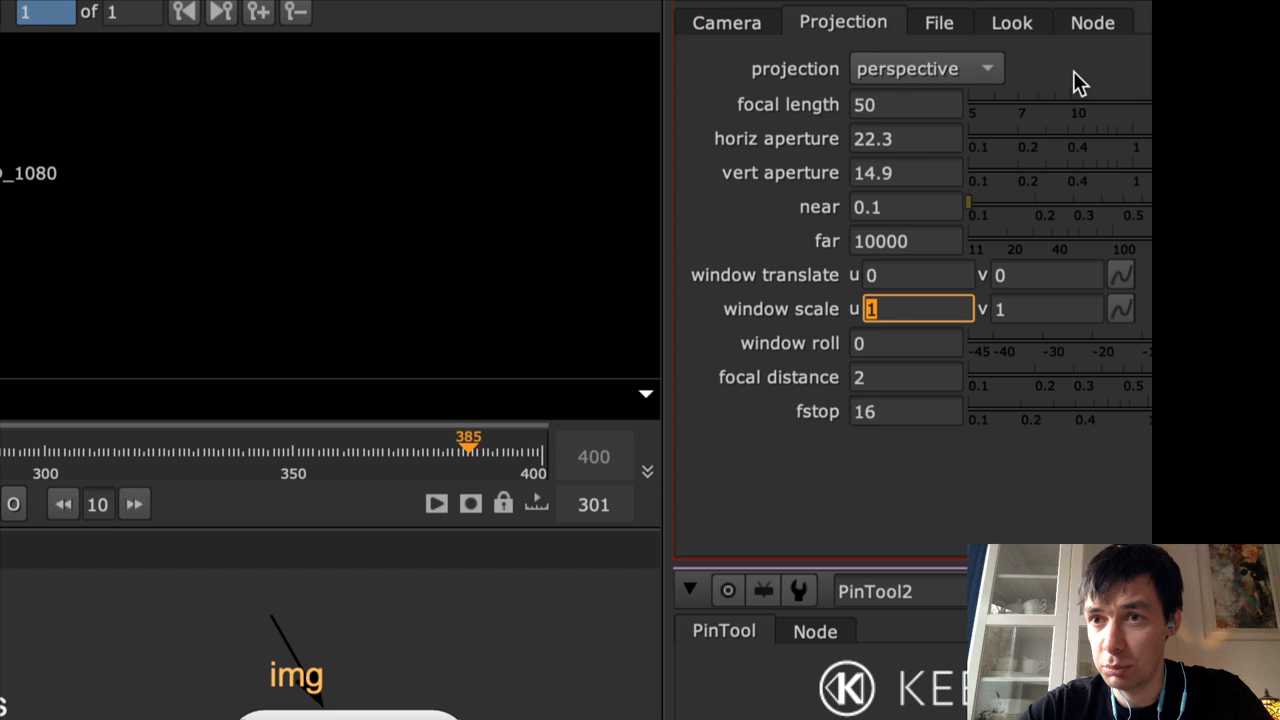 1 of 1
_1080
385
300 350 400
400
O 10 301
img
s
Camera Projection File Look Node
projection perspective
focal length 50 5 7 10
horiz aperture 22.3 0.1 0.2 0.4 1
vert aperture 14.9 0.1 0.2 0.4 1
near 0.1 0.1 0.2 0.3 0.5
far 10000 11 20 40 100
window translate u 0 v 0
window scale u 1 v 1
window roll 0 -45 -40 -30 -20
focal distance 2 0.1 0.2 0.3 0.5
fstop 16 0.1 0.2 0.4
PinTool2
PinTool Node
K KEE